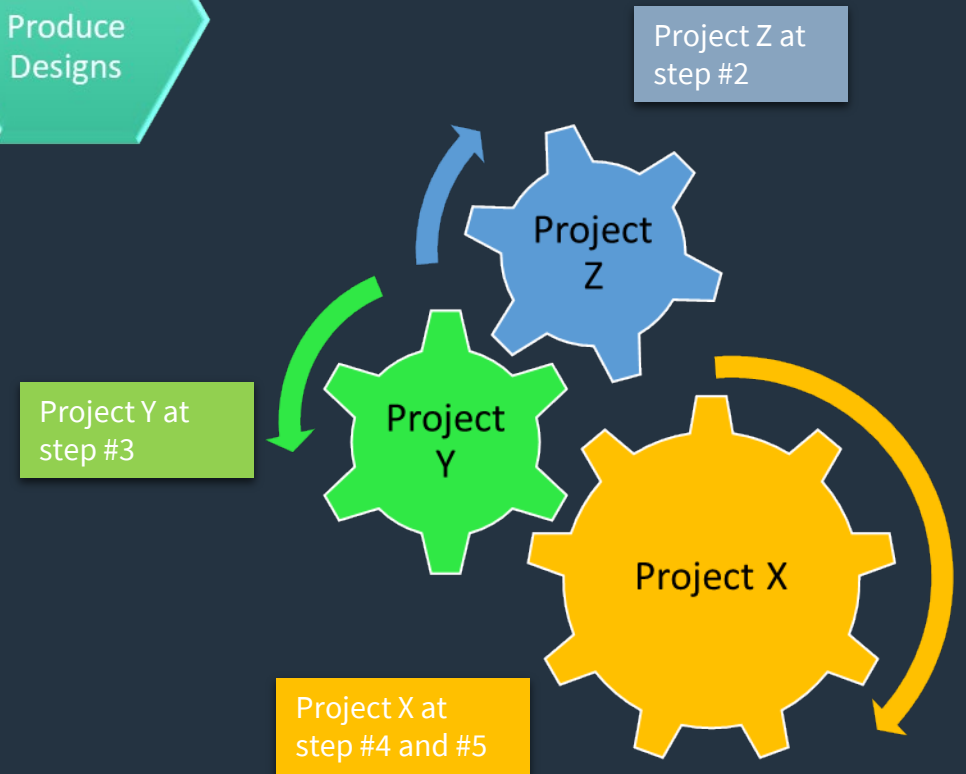 Produce
Designs
Project Z at
step #2
Project
Z
Project Y at
step #3
Project
Y
Project X
Project X at
step #4 and #5